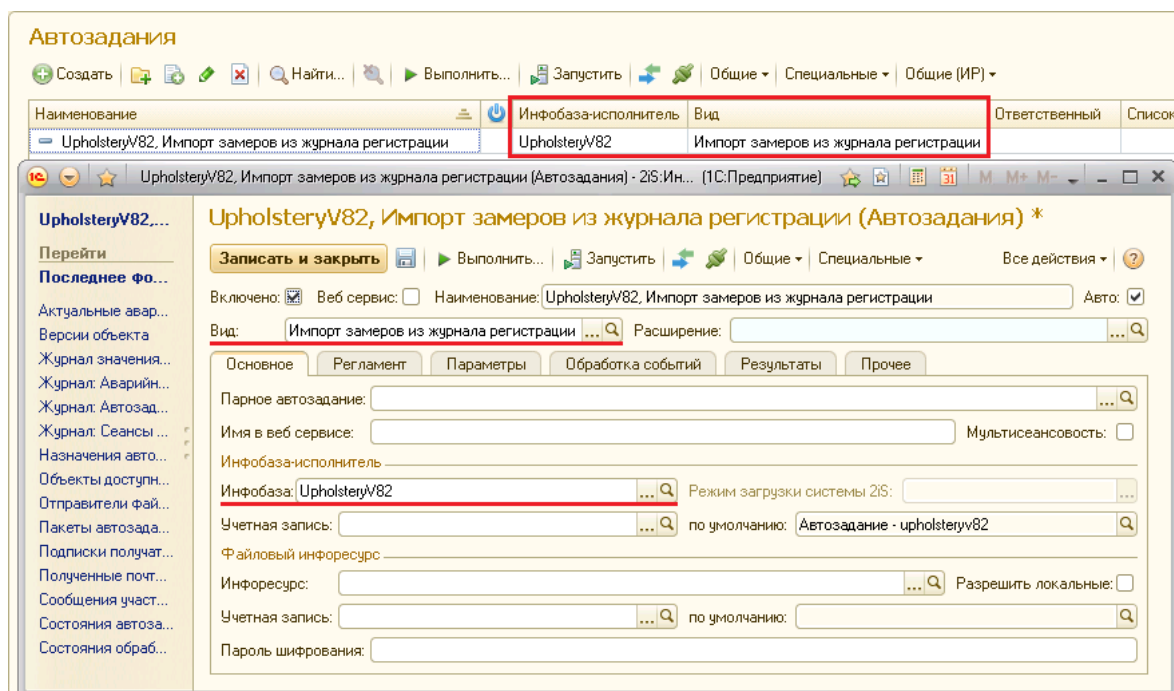 Автозадания
Создать Найти... Выполнить... Запустить Общие Специальные Общие (ИР)
Наименование Инфобаза-исполнитель Вид Ответственный Список
UpholsteryV82, Импорт замеров из журнала регистрации UpholsteryV82 Импорт замеров из журнала регистрации
UpholsteryV82, Импорт замеров из журнала регистрации (Автозадания) - 2iS:Ин... (1С:Предприятие) 31 M M+ M-
UpholsteryV82,...
Перейти
Последнее фо...
Актуальные авар...
Версии объекта
Журнал значения...
Журнал: Аварийн...
Журнал: Автозад...
Журнал: Сеансы ...
Назначения авто...
Объекты доступн...
Отправители фай...
Пакеты автозада...
Подписки получат...
Полученные почт...
Сообщения участ...
Состояния автоза...
Состояния обраб...
UpholsteryV82, Импорт замеров из журнала регистрации (Автозадания) *
Записать и закрыть Выполнить... Запустить Общие Специальные Все действия ?
Включено: Веб сервис: Наименование: UpholsteryV82, Импорт замеров из журнала регистрации Авто:
Вид: Импорт замеров из журнала регистрации ... Расширение: ...
Основное Регламент Параметры Обработка событий Результаты Прочее
Парное автозадание: ...
Имя в веб сервисе: Мультисеансовость:
Инфобаза-исполнитель
Инфобаза: UpholsteryV82 ... Режим загрузки системы 2iS: ...
Учетная запись: ... по умолчанию: Автозадание - upholsteryv82
Файловый инфоресурс
Инфоресурс: ... Разрешить локальные:
Учетная запись: ... по умолчанию:
Пароль шифрования: